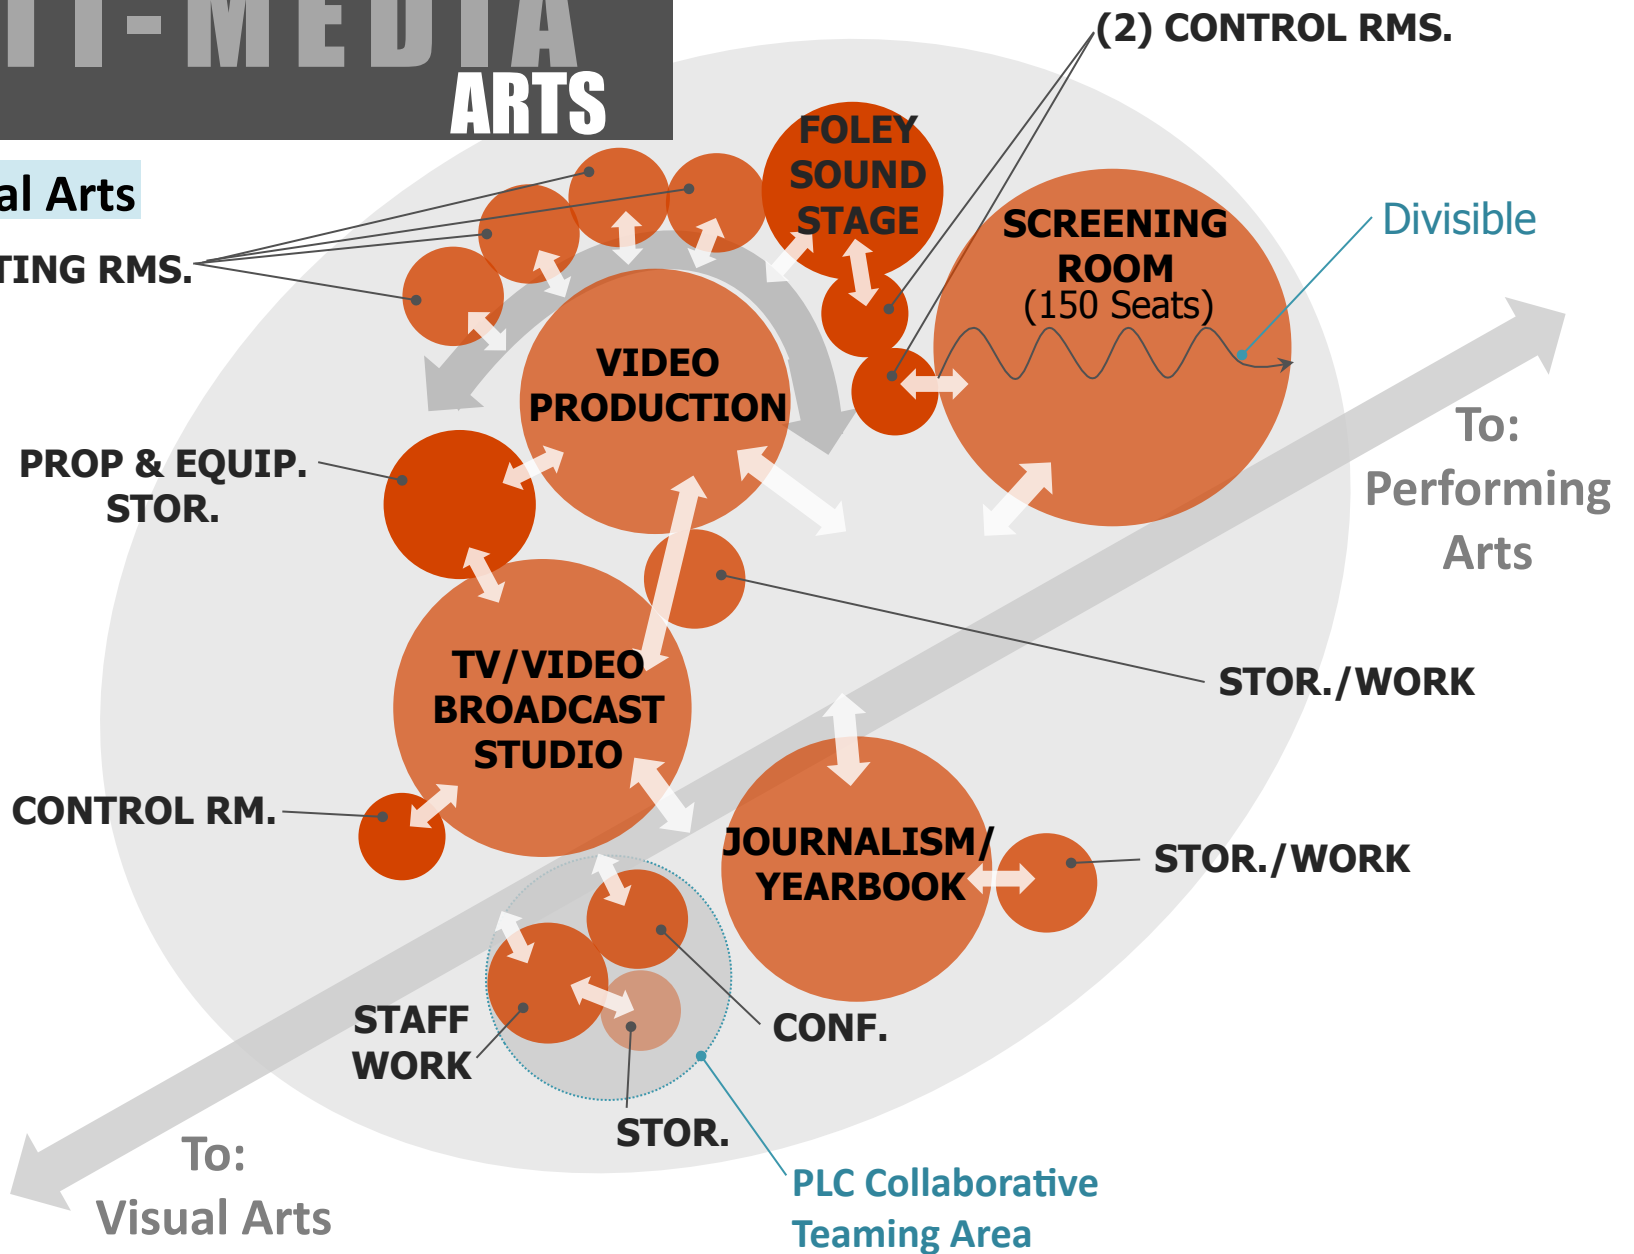 TI-MEDIA
ARTS
al Arts
TING RMS.
(2) CONTROL RMS.
FOLEY
SOUND
STAGE
SCREENING
ROOM
(150 Seats)
Divisible
To:
Performing
Arts
VIDEO
PRODUCTION
PROP & EQUIP.
STOR.
TV/VIDEO
BROADCAST
STUDIO
STOR./WORK
CONTROL RM.
JOURNALISM/
YEARBOOK
STOR./WORK
STAFF
WORK
CONF.
STOR.
To:
Visual Arts
PLC Collaborative
Teaming Area